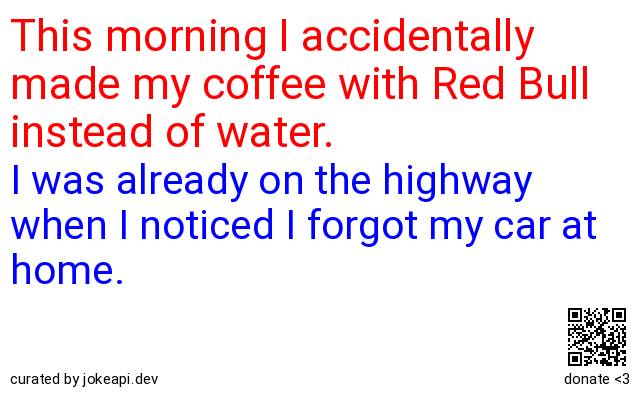 This morning I accidentally
made my coffee with Red Bull
instead of water.
I was already on the highway
when I noticed I forgot my car at
home.
curated by jokeapi.dev
donate <3